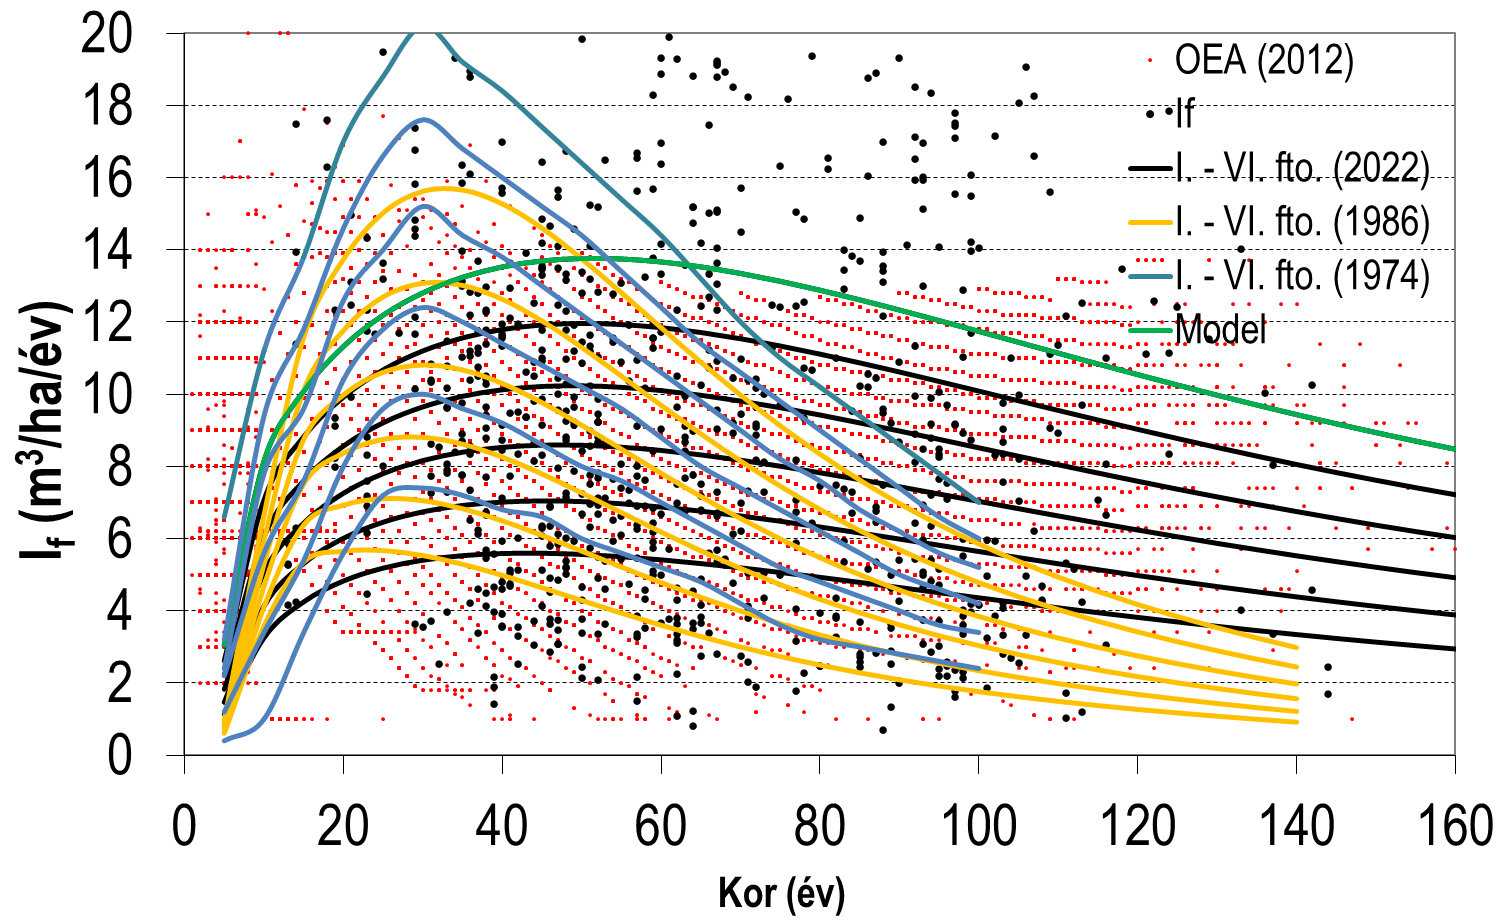 20
18
16
14
12
10
8
6
4
2
0
I_f (m³/ha/év)
OEA (2012)
If
I. - VI. fto. (2022)
I. - VI. fto. (1986)
I. - VI. fto. (1974)
Model
0 20 40 60 80 100 120 140 160
Kor (év)